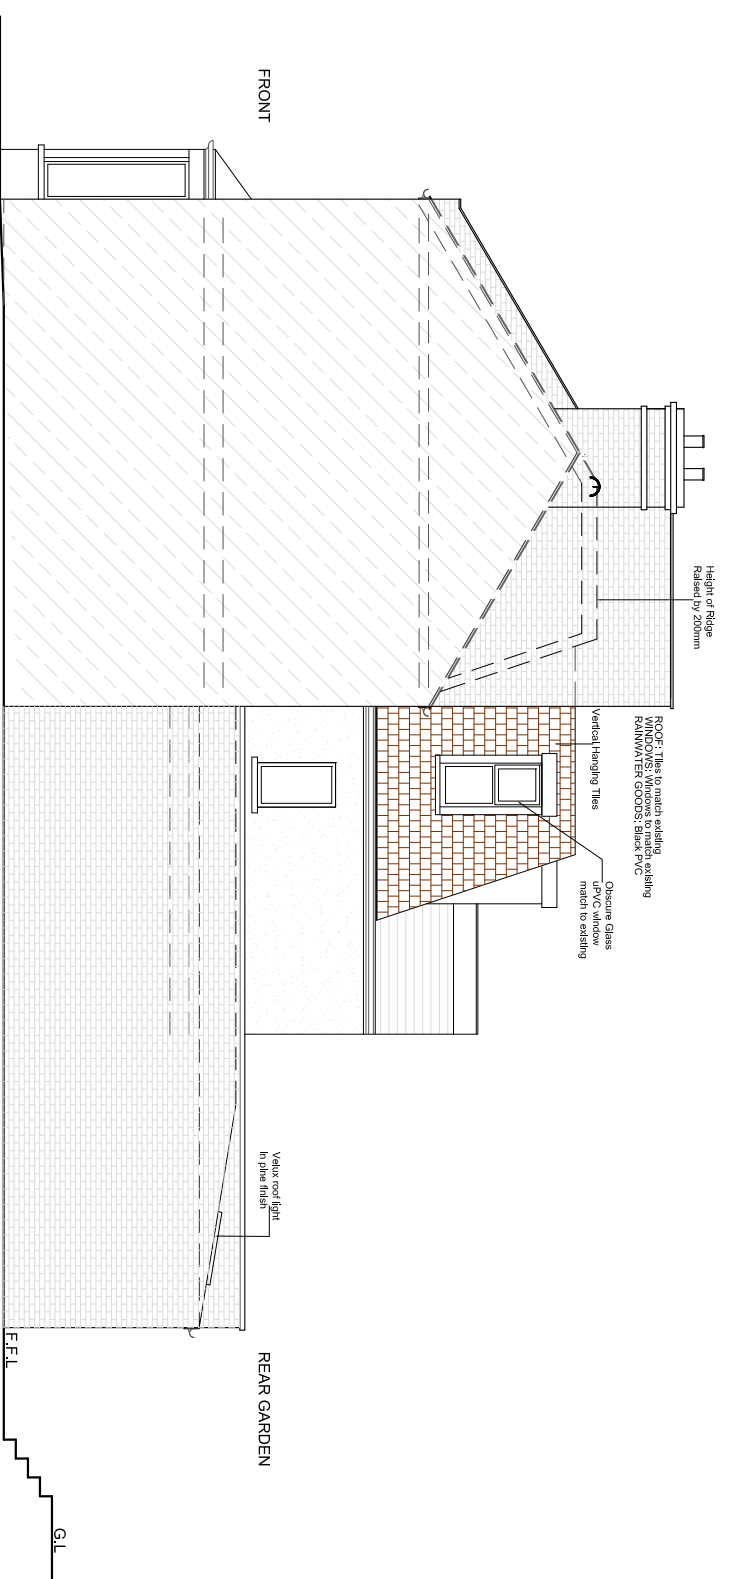 FRONT
Height of Ridge
Raised by 200mm
ROOF: Tiles to match existing
WINDOWS: Windows to match existing
RAINWATER GOODS: Black PVC
Vertical Hanging Tiles
Obscure Glass
uPVC window
match to existing
Velux roof light
in pine finish
REAR GARDEN
F.F.L
G.L